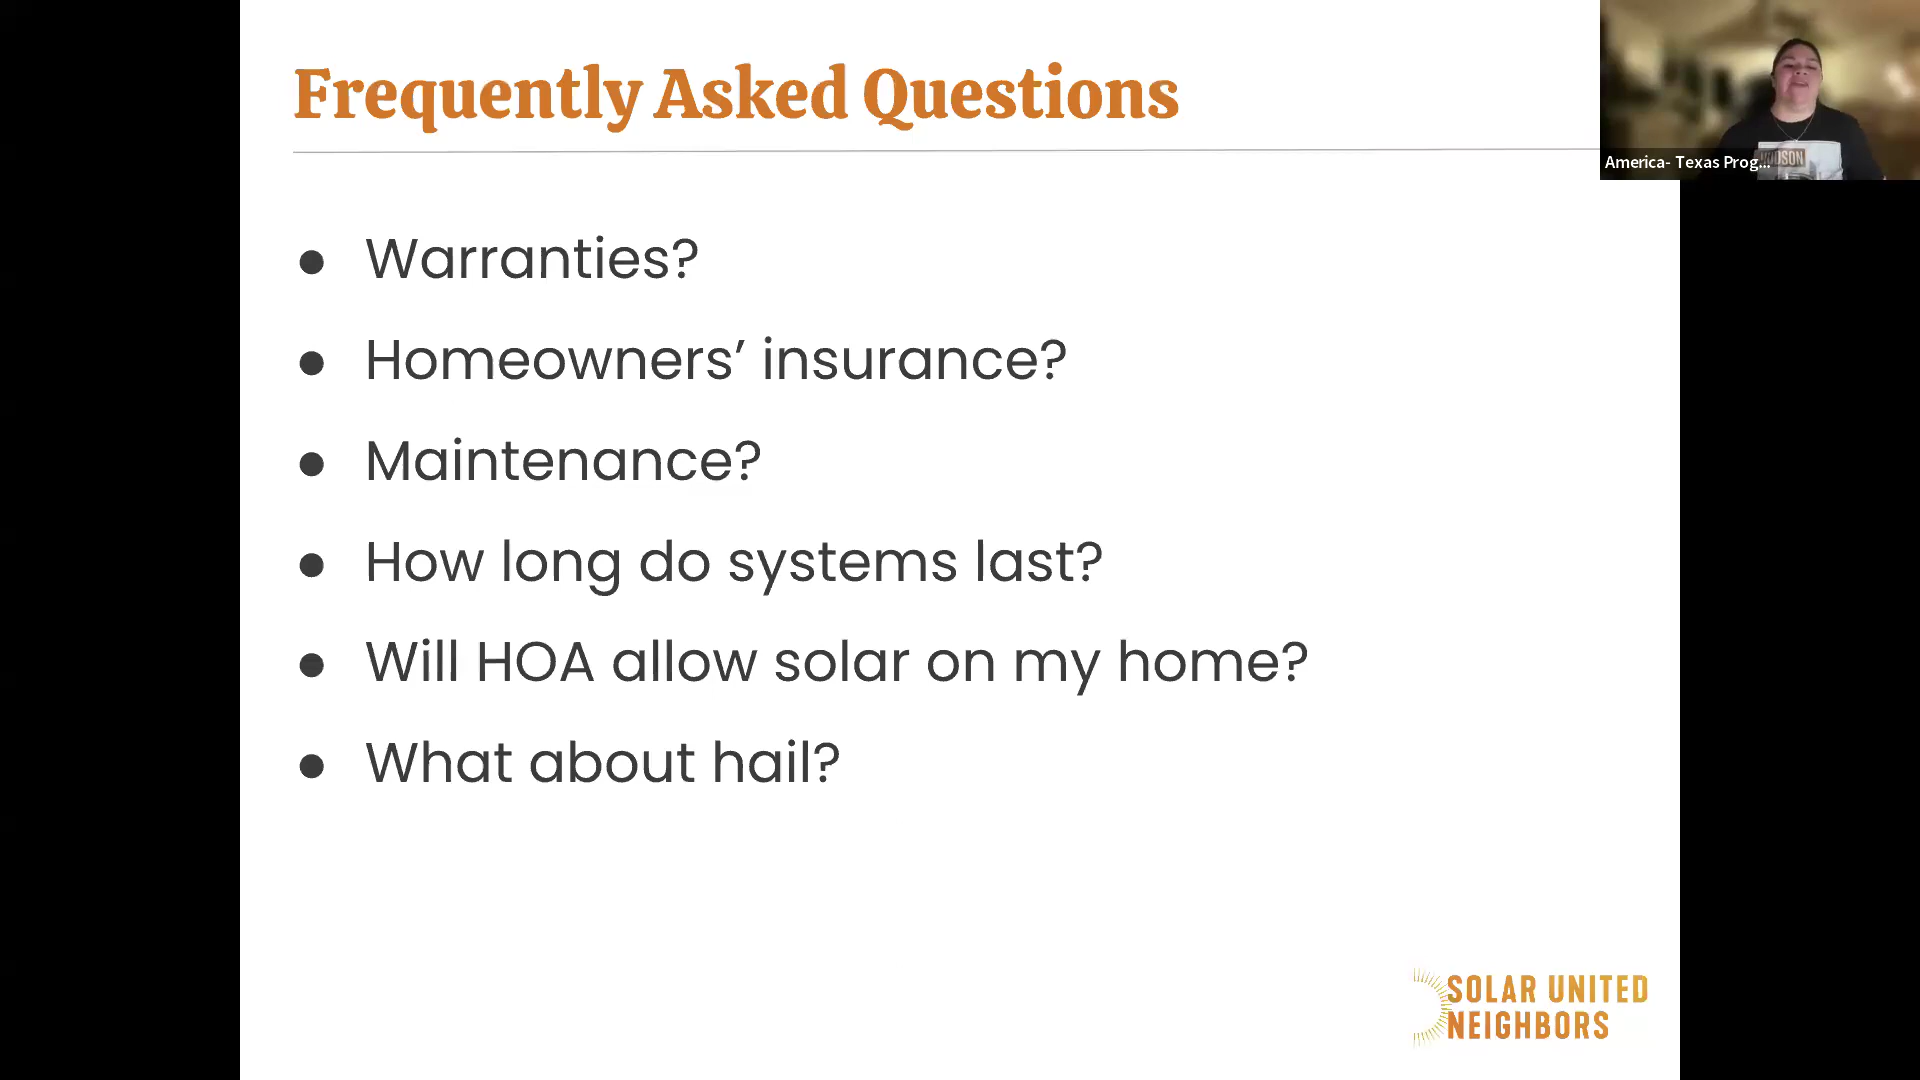 Frequently Asked Questions
America- Texas Prog...
● Warranties?
● Homeowners’ insurance?
● Maintenance?
● How long do systems last?
● Will HOA allow solar on my home?
● What about hail?
SOLAR UNITED
NEIGHBORS